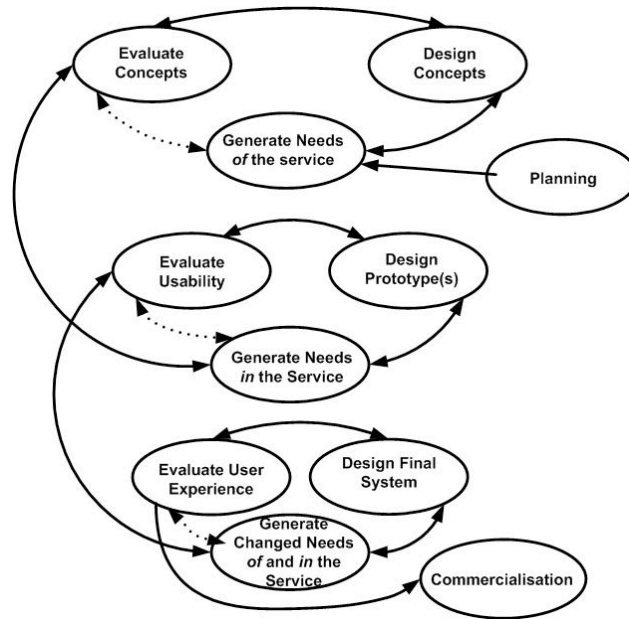 Evaluate
Concepts
Design
Concepts
Generate Needs
of the service
Planning
Evaluate
Usability
Design
Prototype(s)
Generate Needs
in the Service
Evaluate User
Experience
Design Final
System
Generate
Changed Needs
of and in the
Service
Commercialisation